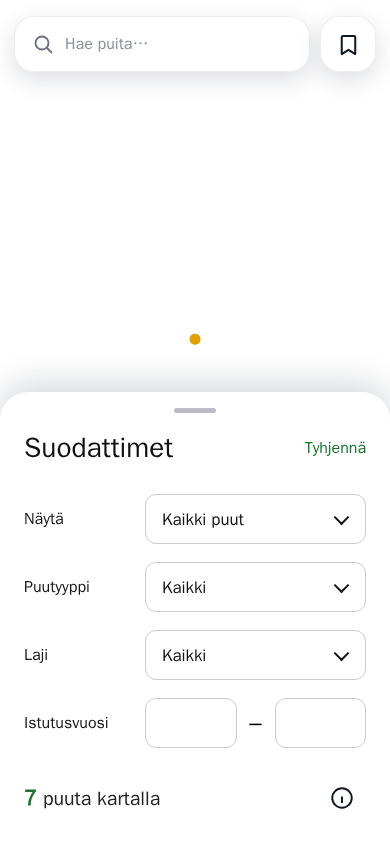 Hae puita…
Suodattimet
Tyhjennä
Näytä
Kaikki puut
Puutyyppi
Kaikki
Laji
Kaikki
Istutusvuosi
–
7 puuta kartalla